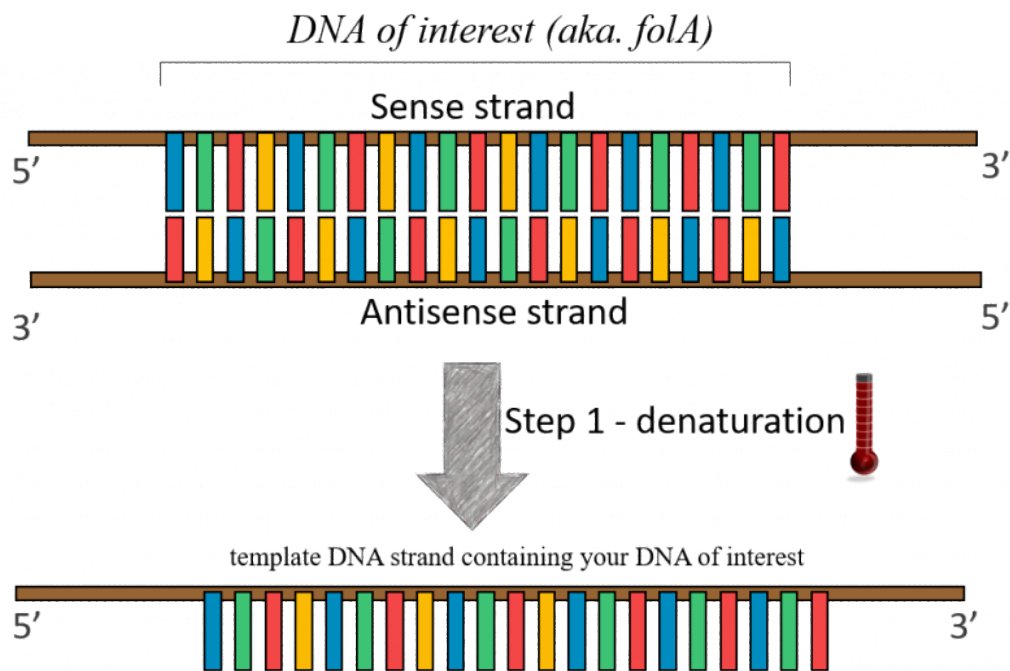 DNA of interest (aka. folA)
Sense strand
5’ 3’
Antisense strand
3’ 5’
Step 1 - denaturation
template DNA strand containing your DNA of interest
5’ 3’